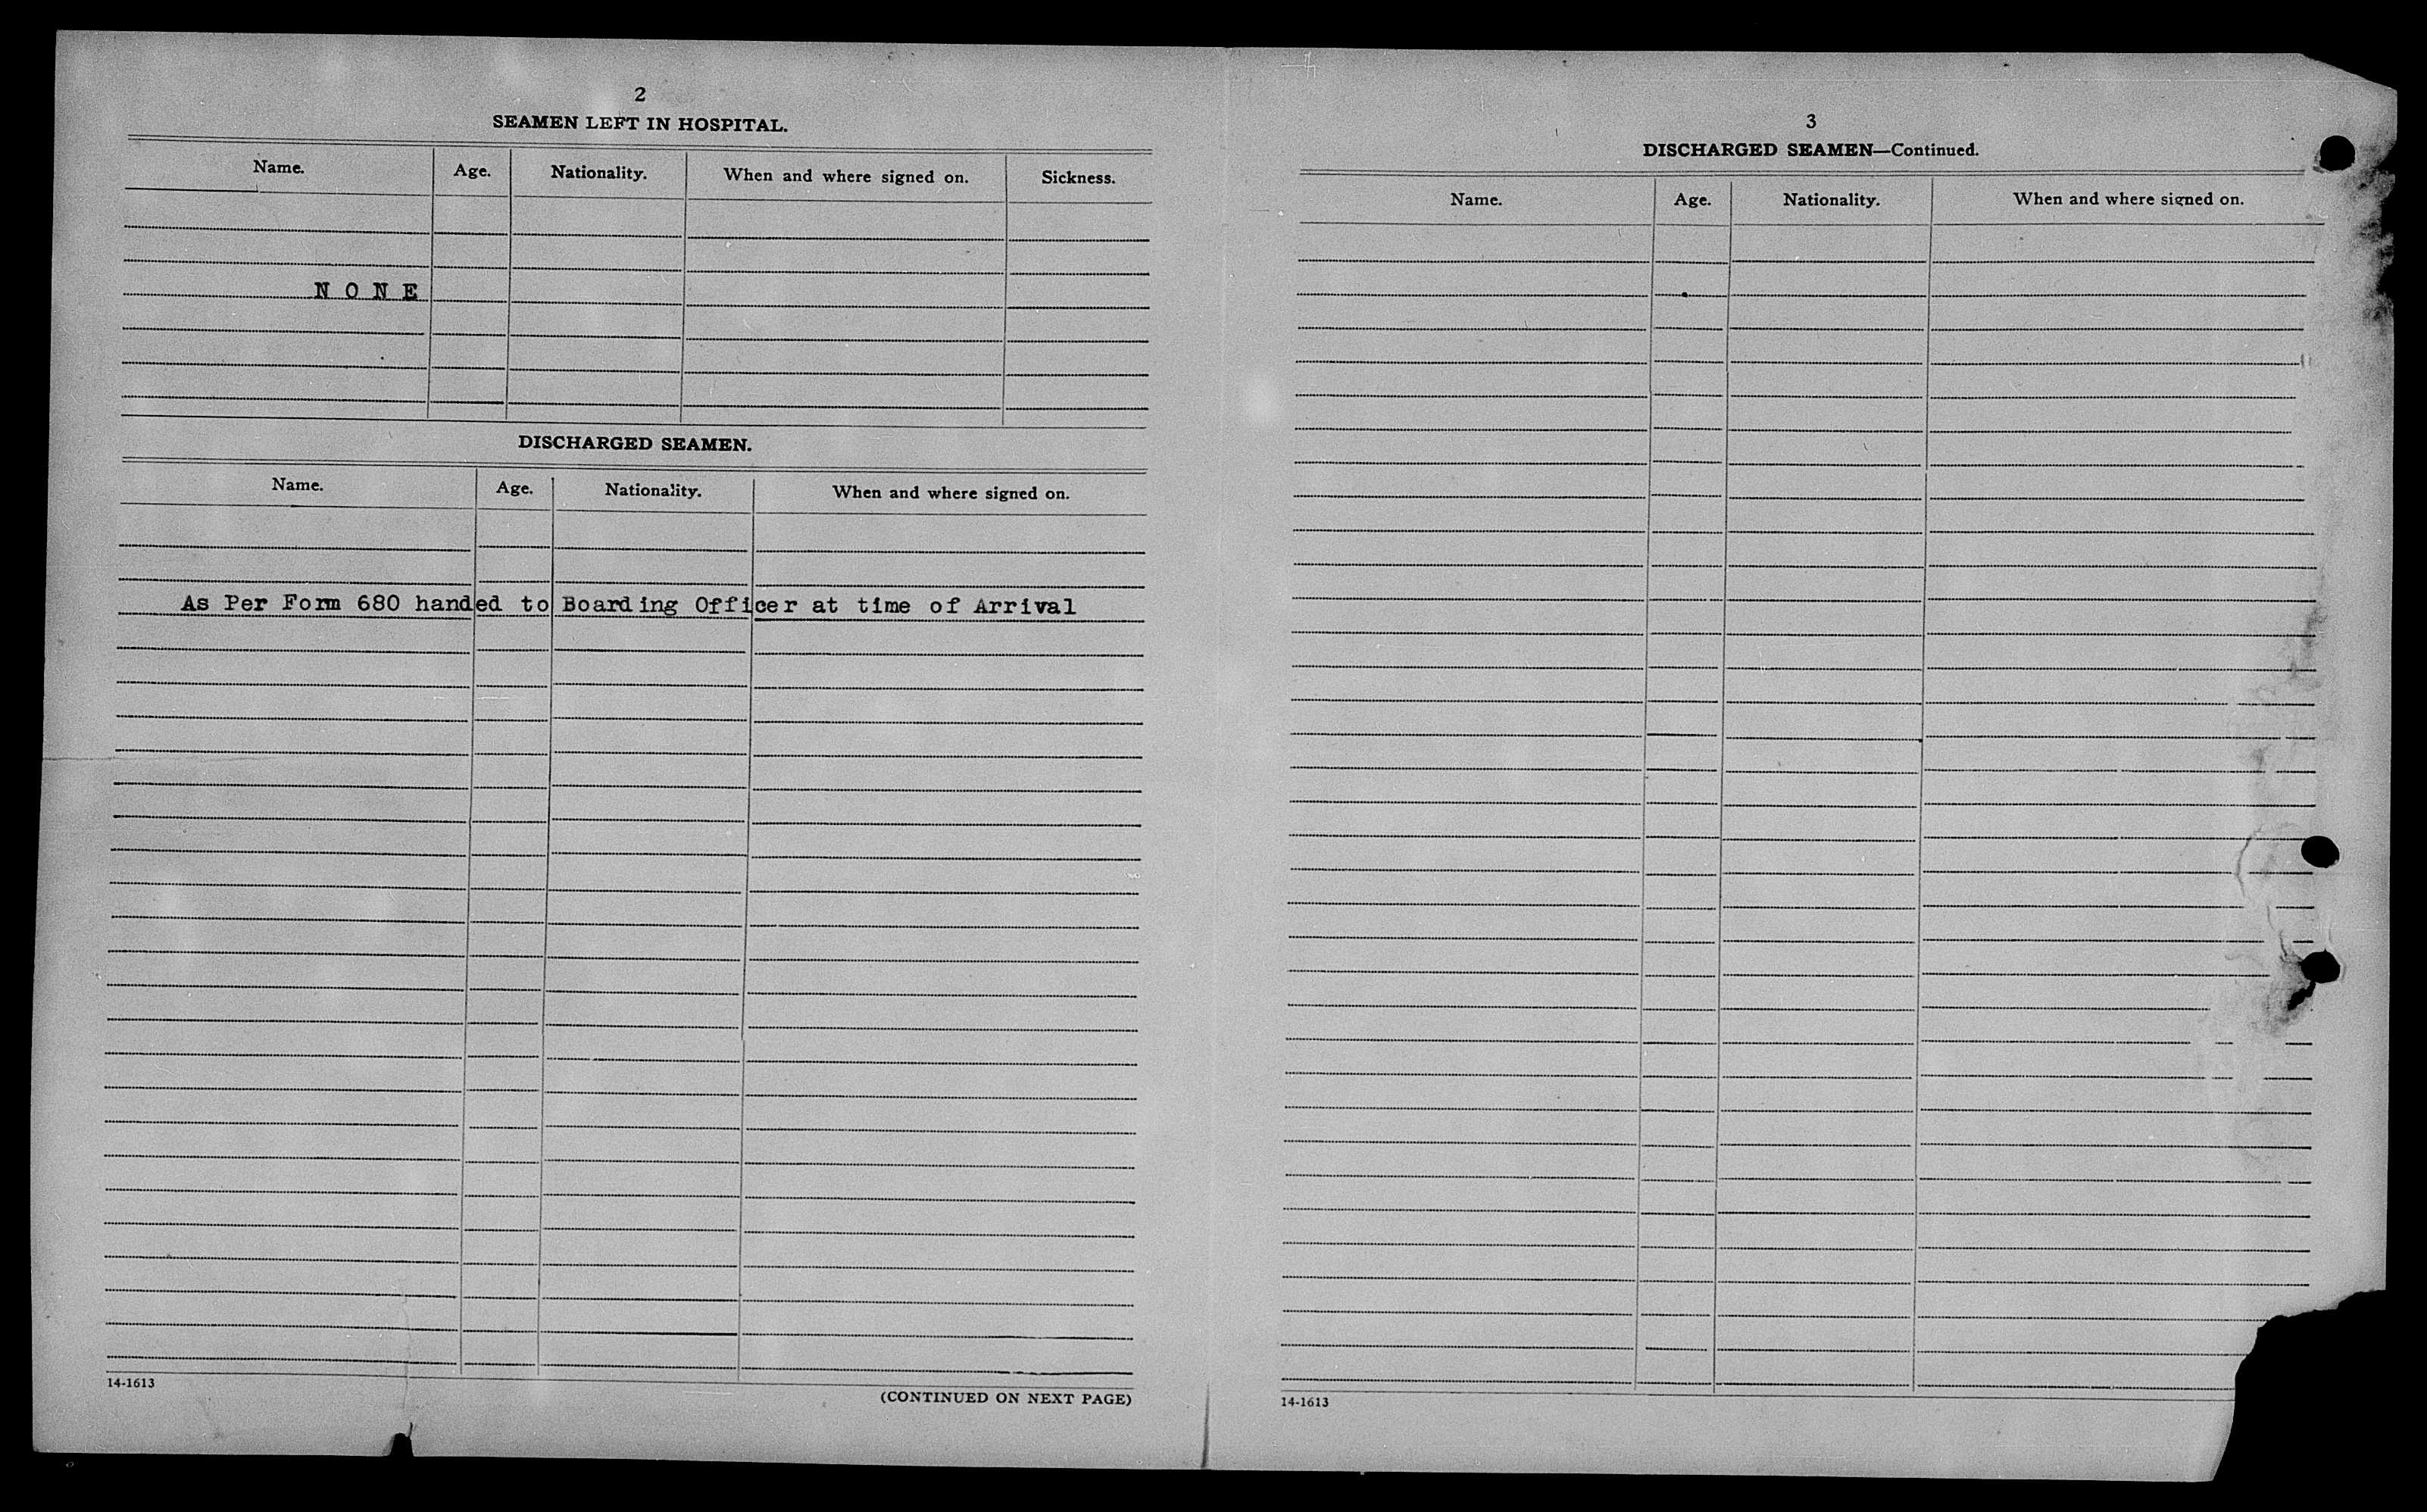 2
SEAMEN LEFT IN HOSPITAL.
Name. Age. Nationality. When and where signed on. Sickness.
N O N E
DISCHARGED SEAMEN.
Name. Age. Nationality. When and where signed on.
As Per Form 680 handed to Boarding Officer at time of Arrival
14-1613
(CONTINUED ON NEXT PAGE)
3
DISCHARGED SEAMEN—Continued.
Name. Age. Nationality. When and where signed on.
14-1613